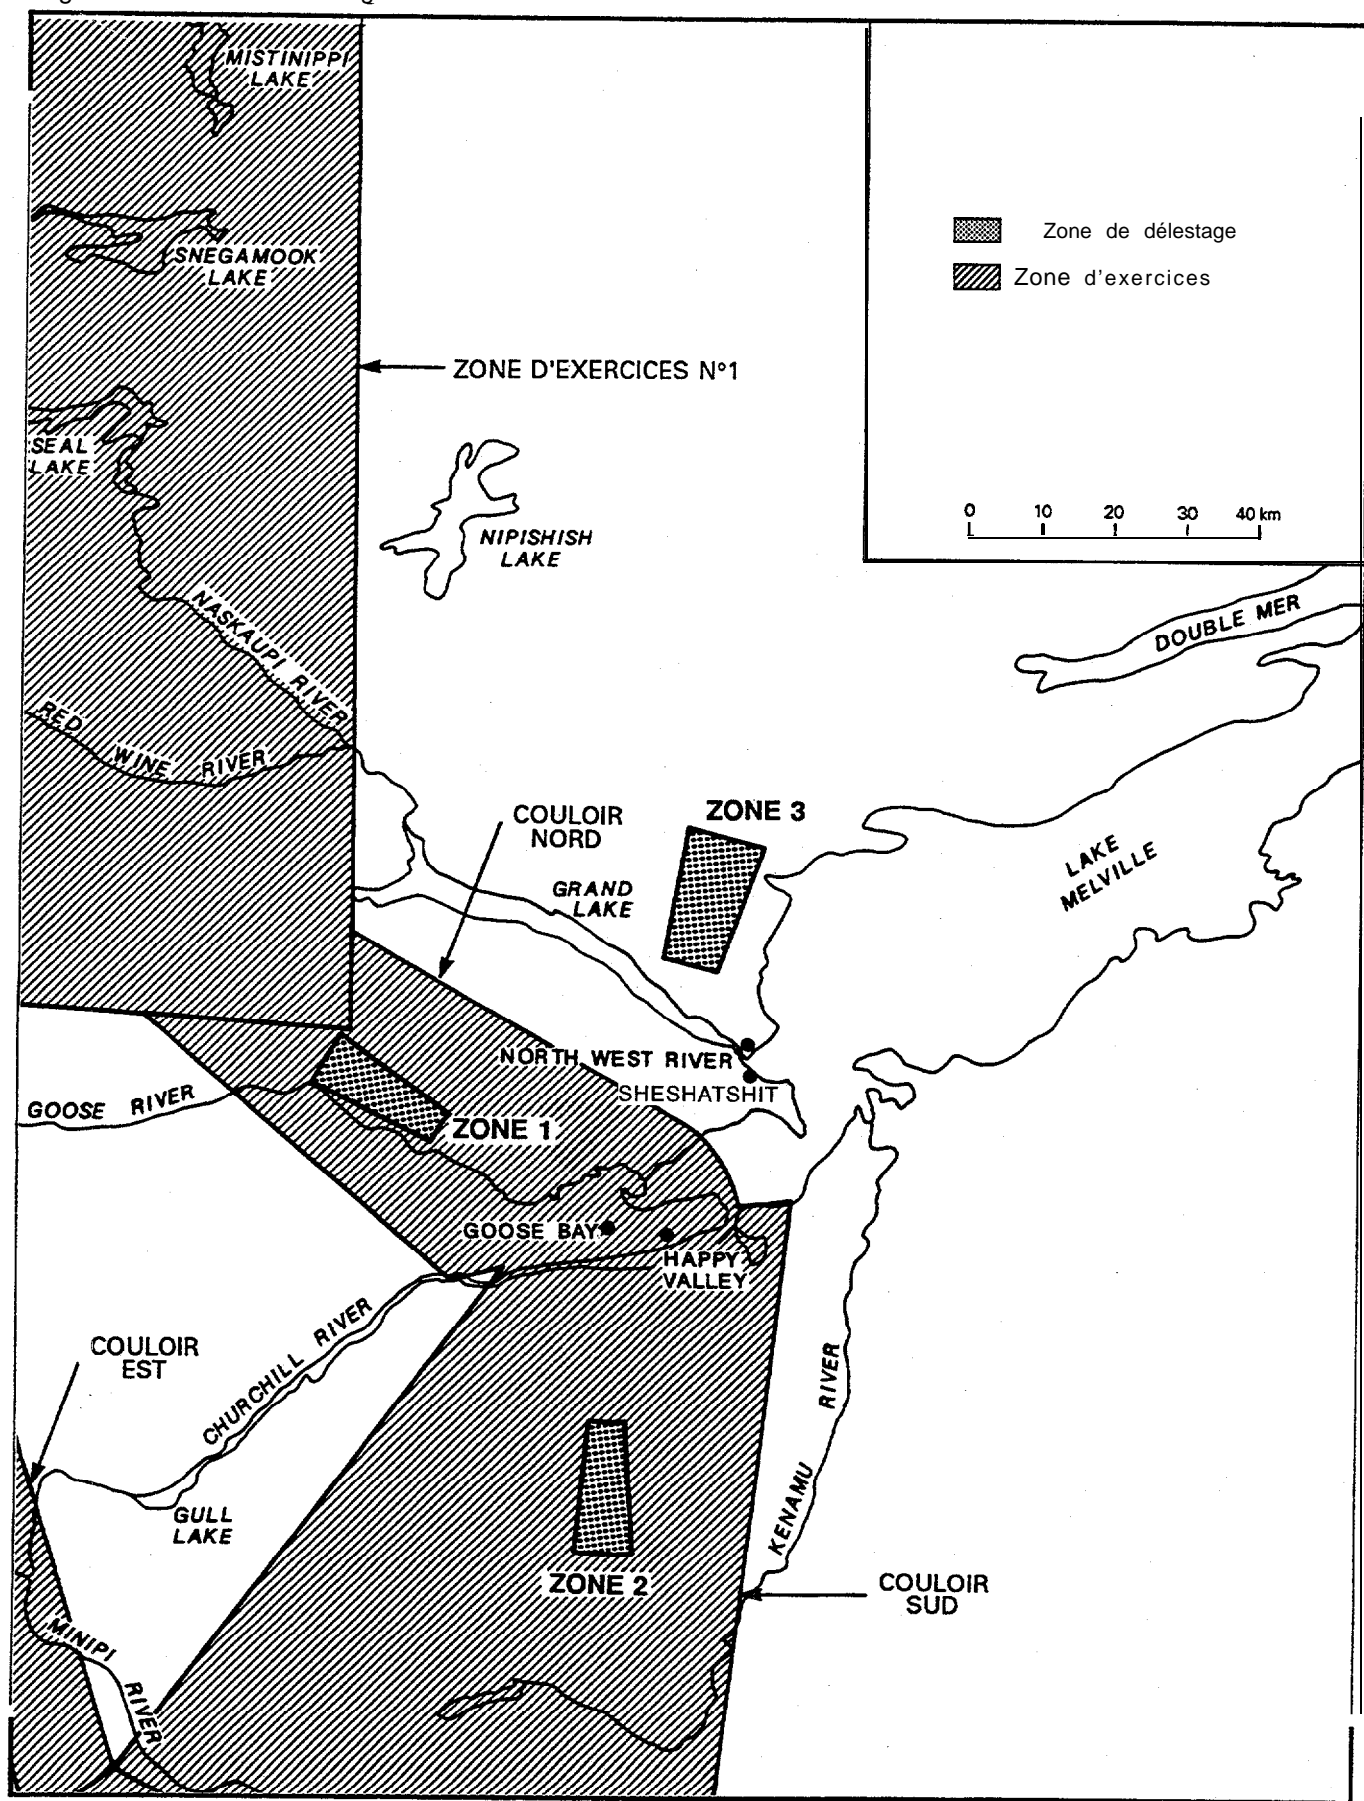 MISTINIPPI
LAKE
SNEGAMOOK
LAKE
Zone de délestage
Zone d'exercices
ZONE D'EXERCICES N°1
SEAL
LAKE
0 10 20 30 40 km
NIPISHISH
LAKE
NASKAUPI RIVER
DOUBLE MER
RED WINE RIVER
COULOIR
NORD
ZONE 3
LAKE
MELVILLE
GRAND
LAKE
NORTH WEST RIVER
SHESHATSHIT
GOOSE RIVER
ZONE 1
GOOSE BAY
HAPPY
VALLEY
COULOIR
EST
CHURCHILL RIVER
KENAMU RIVER
GULL
LAKE
ZONE 2
COULOIR
SUD
MINIPI RIVER